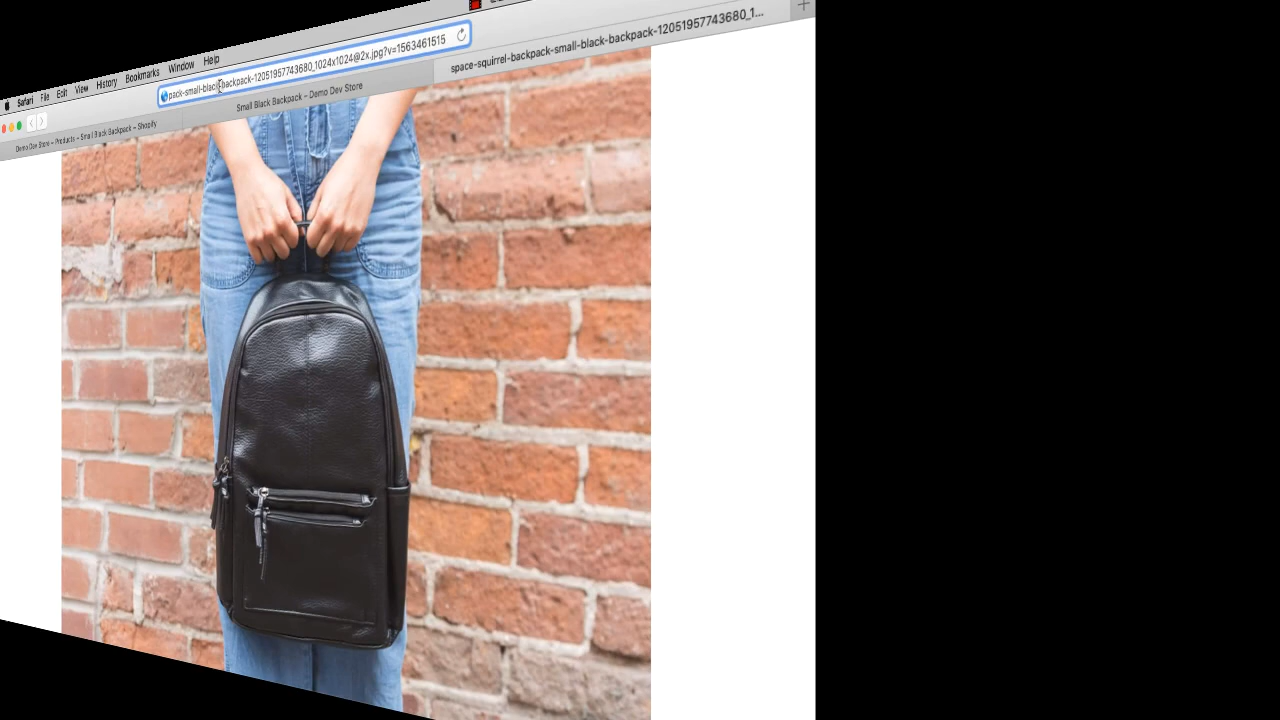 Safari File Edit View History Bookmarks Window Help
pack-small-black-backpack-12051957743680_1024x1024@2x.jpg?v=1563461515
Demo Dev Store ~ Products ~ Small Black Backpack ~ Shopify
Small Black Backpack – Demo Dev Store
space-squirrel-backpack-small-black-backpack-12051957743680_1...